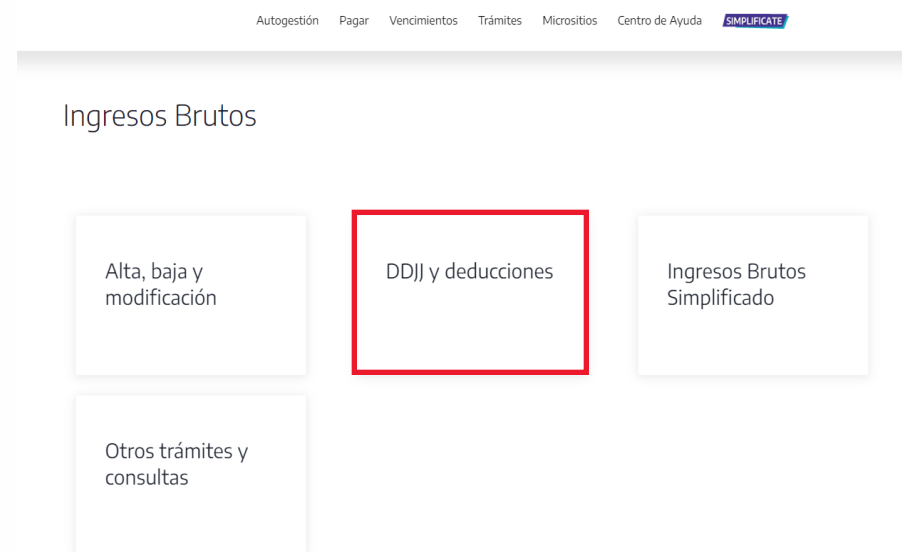 Autogestión Pagar Vencimientos Trámites Micrositios Centro de Ayuda SIMPLIFICATE
Ingresos Brutos
Alta, baja y
modificación
DDJJ y deducciones
Ingresos Brutos
Simplificado
Otros trámites y
consultas